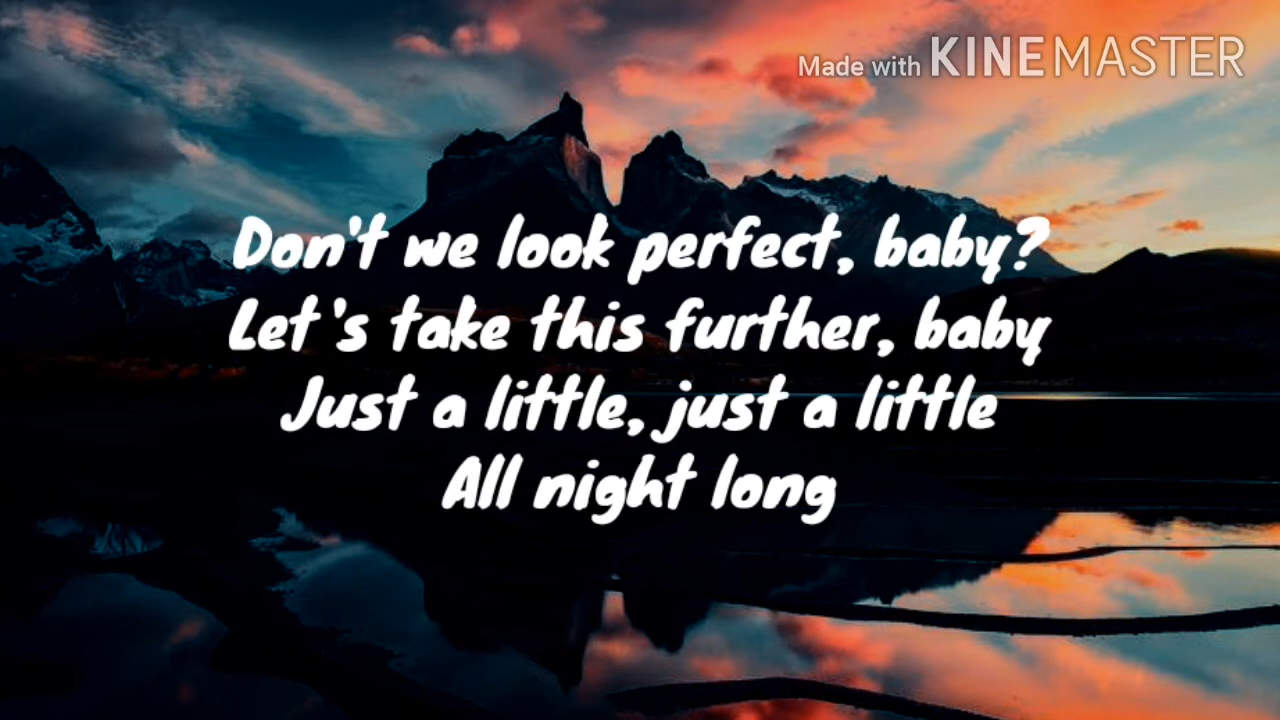 Made with KINEMASTER
Don't we look perfect, baby?
Let's take this further, baby
Just a little, just a little
All night long